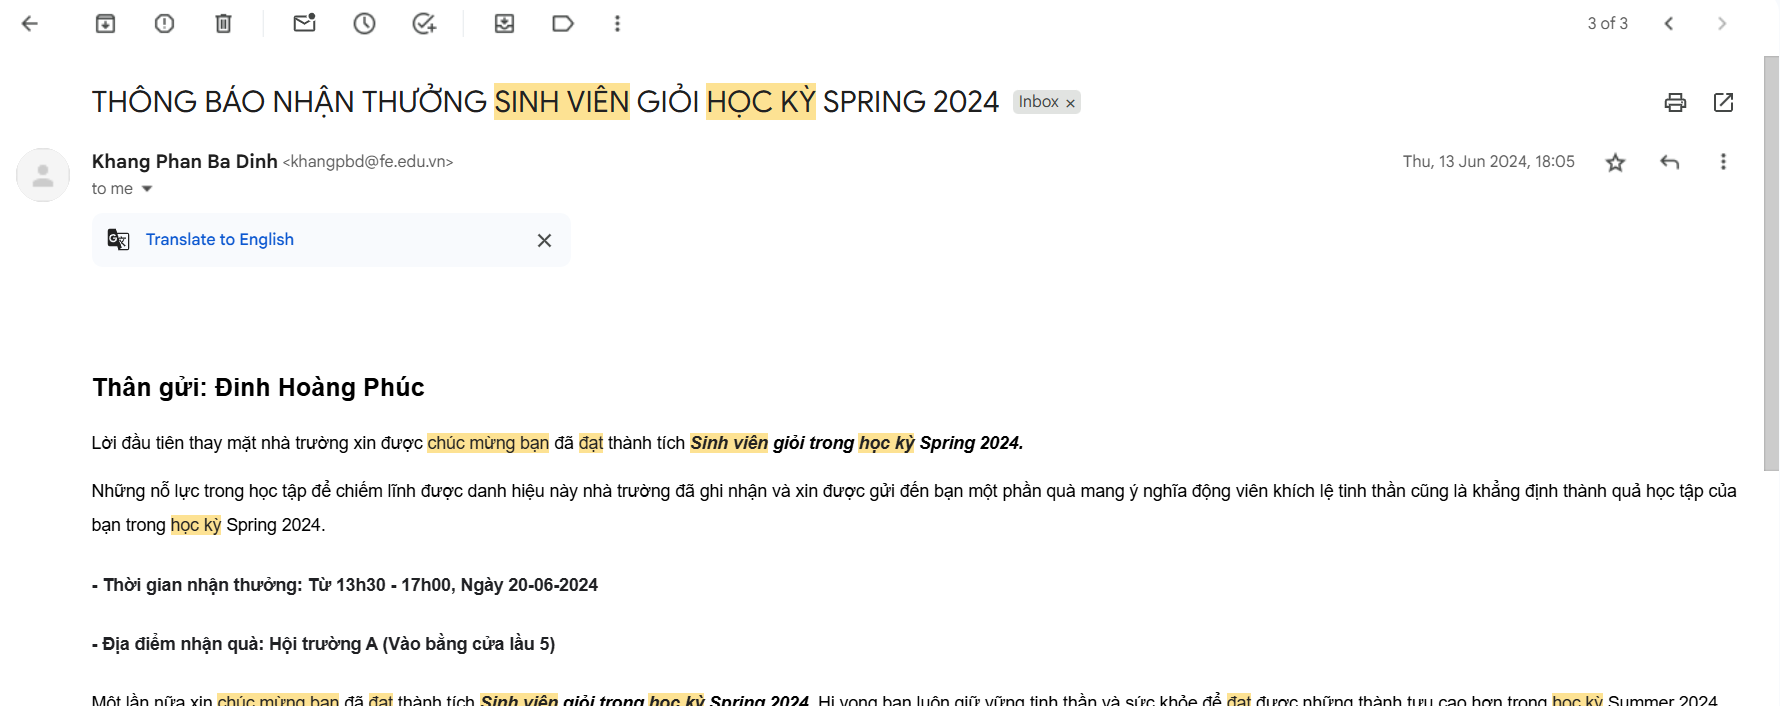 3 of 3
THÔNG BÁO NHẬN THƯỞNG SINH VIÊN GIỎI HỌC KỲ SPRING 2024 Inbox ×
Khang Phan Ba Dinh <khangpbd@fe.edu.vn> Thu, 13 Jun 2024, 18:05
to me
Translate to English
Thân gửi: Đinh Hoàng Phúc
Lời đầu tiên thay mặt nhà trường xin được chúc mừng bạn đã đạt thành tích Sinh viên giỏi trong học kỳ Spring 2024.
Những nỗ lực trong học tập để chiếm lĩnh được danh hiệu này nhà trường đã ghi nhận và xin được gửi đến bạn một phần quà mang ý nghĩa động viên khích lệ tinh thần cũng là khẳng định thành quả học tập của
bạn trong học kỳ Spring 2024.
- Thời gian nhận thưởng: Từ 13h30 - 17h00, Ngày 20-06-2024
- Địa điểm nhận quà: Hội trường A (Vào bằng cửa lầu 5)
Một lần nữa xin chúc mừng bạn đã đạt thành tích Sinh viên giỏi trong học kỳ Spring 2024. Hi vọng bạn luôn giữ vững tinh thần và sức khỏe để đạt được những thành tựu cao hơn trong học kỳ Summer 2024